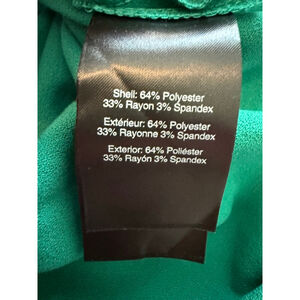 Shell: 64% Polyester
33% Rayon 3% Spandex
Extérieur: 64% Polyester
33% Rayonne 3% Spandex
Exterior: 64% Poliéster
33% Rayón 3% Spandex